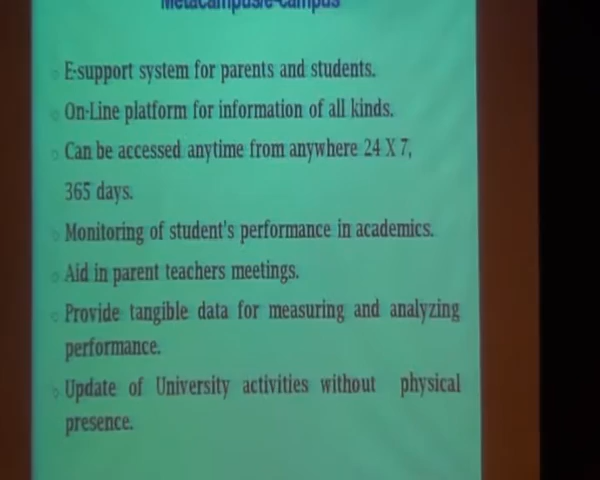 Metacampus/e-campus
E-support system for parents and students.
On-Line platform for information of all kinds.
Can be accessed anytime from anywhere 24 X 7,
365 days.
Monitoring of student's performance in academics.
Aid in parent teachers meetings.
Provide tangible data for measuring and analyzing
performance.
Update of University activities without physical
presence.